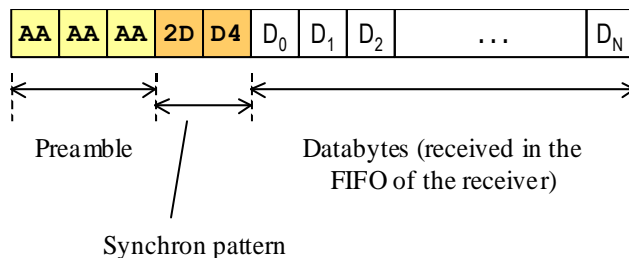 AA AA AA 2D D4 D0 D1 D2 ... DN
Preamble
Databytes (received in the
FIFO of the receiver)
Synchron pattern